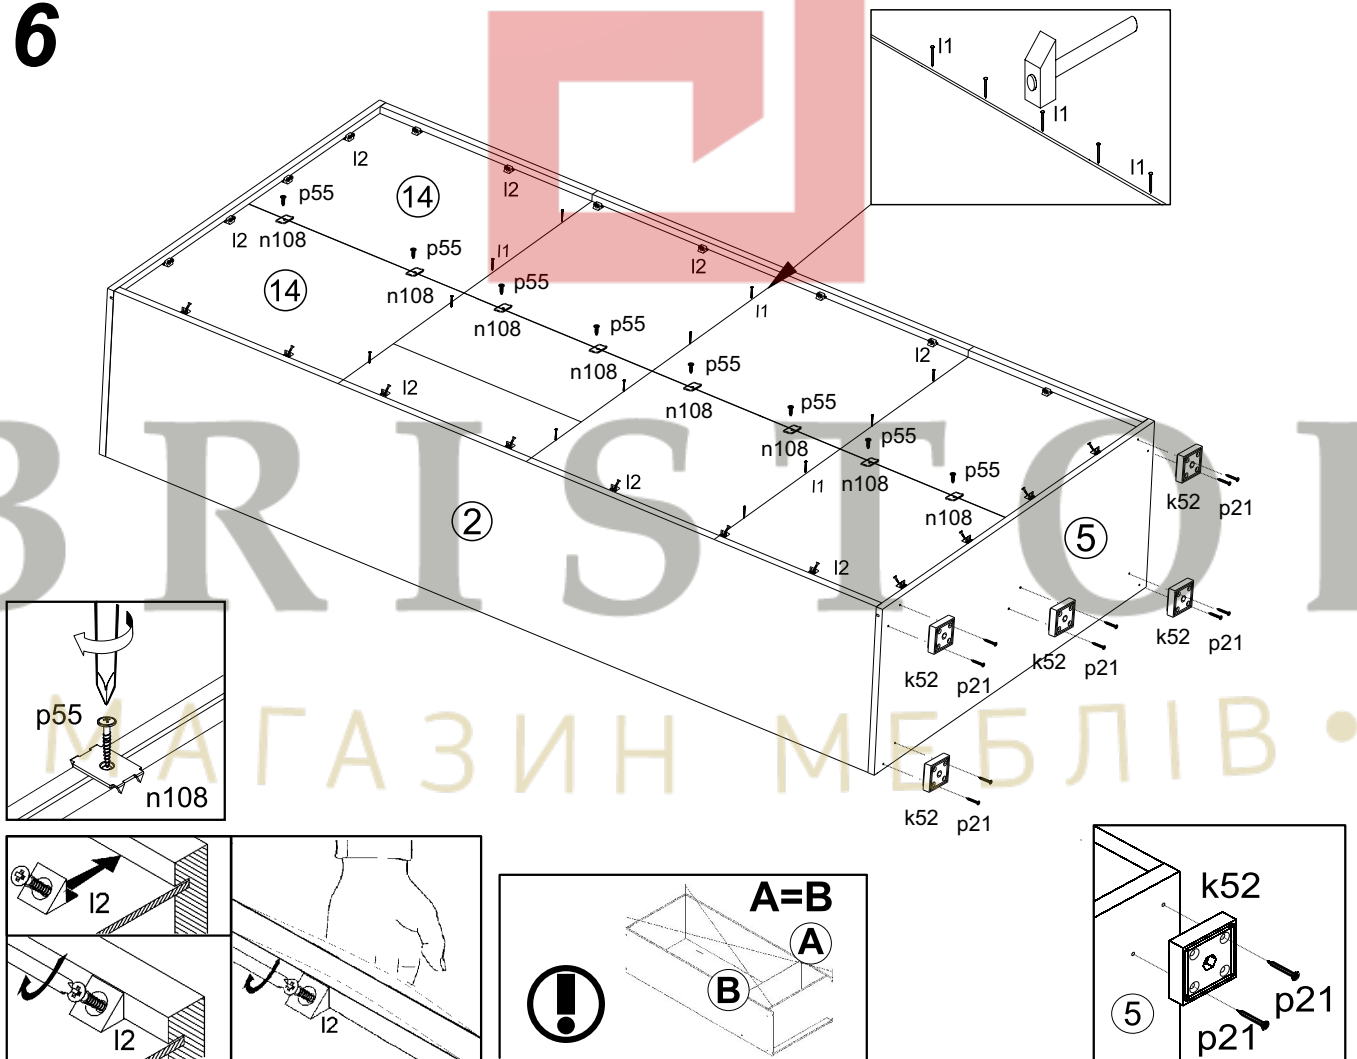 6
l1
l1
l1
l2
p55
14
l2
l2
n108
p55
l1
l2
14
n108
p55
l1
n108
p55
n108
p55
l2
l2
n108
p55
n108
p55
l1
n108
p55
l2
n108
k52
p21
2
5
l2
k52
p21
k52
p21
k52
p21
k52
p21
BRISTOL
МАГАЗИН МЕБЛІВ •
p55
n108
l2
l2
l2
A=B
A
B
k52
p21
5
p21